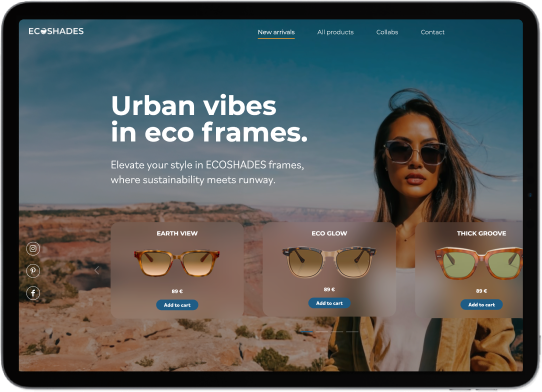 ECOSHADES
New arrivals
All products
Collabs
Contact
Urban vibes
in eco frames.
Elevate your style in ECOSHADES frames,
where sustainability meets runway.
EARTH VIEW
ECO GLOW
THICK GROOVE
89 €
89 €
89 €
Add to cart
Add to cart
Add to cart